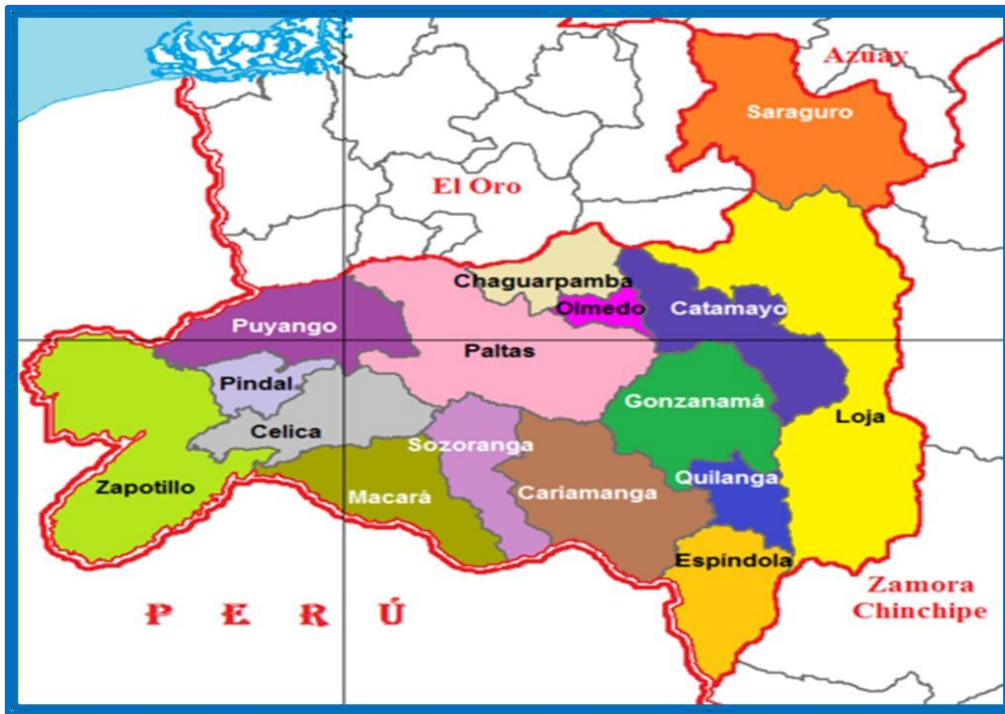 Azuay
Saraguro
El Oro
Chaguarpamba
Olmedo
Catamayo
Puyango
Paltas
Pindal
Gonzanamá
Loja
Celica
Sozoranga
Quilanga
Zapotillo
Macará
Cariamanga
Espíndola
Zamora
Chinchipe
PERÚ